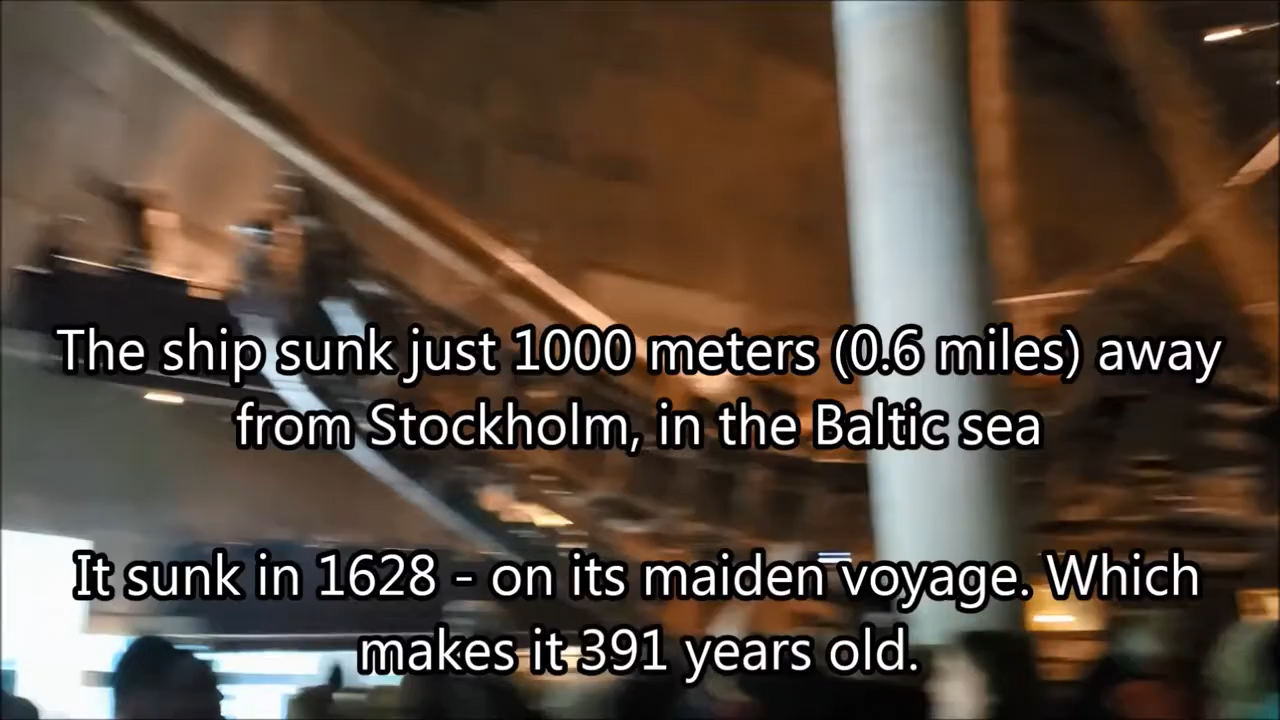 The ship sunk just 1000 meters (0.6 miles) away
from Stockholm, in the Baltic sea
It sunk in 1628 - on its maiden voyage. Which
makes it 391 years old.